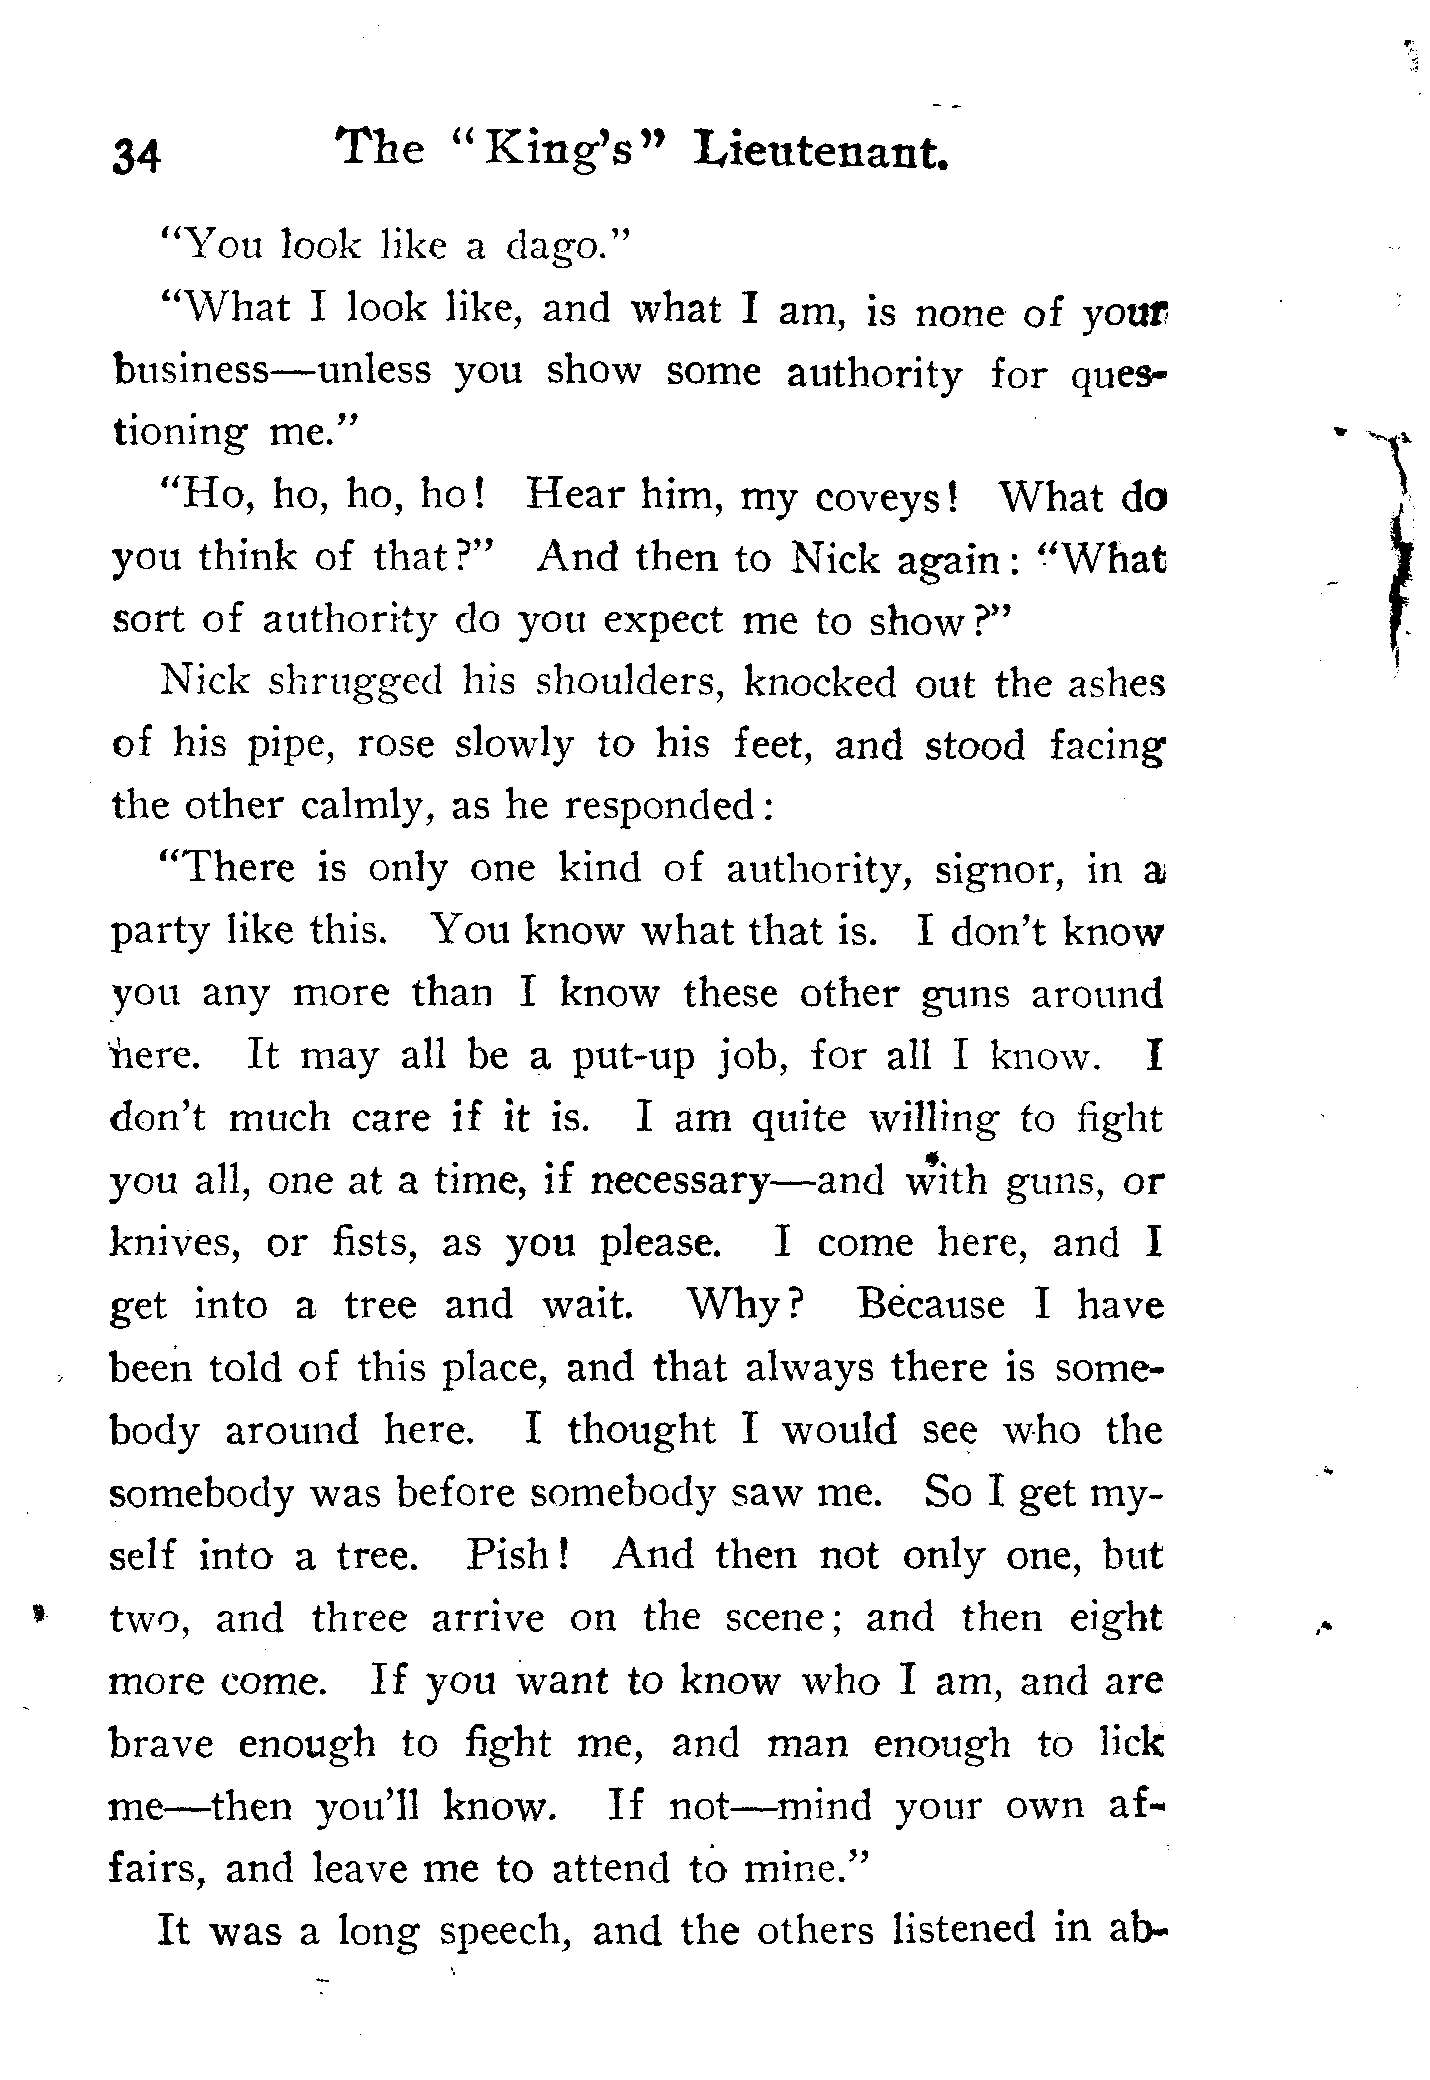 34 The "King's" Lieutenant.
"You look like a dago."
"What I look like, and what I am, is none of your
business—unless you show some authority for ques-
tioning me."
"Ho, ho, ho, ho! Hear him, my coveys! What do
you think of that?" And then to Nick again: "What
sort of authority do you expect me to show?"
Nick shrugged his shoulders, knocked out the ashes
of his pipe, rose slowly to his feet, and stood facing
the other calmly, as he responded:
"There is only one kind of authority, signor, in a
party like this. You know what that is. I don't know
you any more than I know these other guns around
here. It may all be a put-up job, for all I know. I
don't much care if it is. I am quite willing to fight
you all, one at a time, if necessary—and with guns, or
knives, or fists, as you please. I come here, and I
get into a tree and wait. Why? Because I have
been told of this place, and that always there is some-
body around here. I thought I would see who the
somebody was before somebody saw me. So I get my-
self into a tree. Pish! And then not only one, but
two, and three arrive on the scene; and then eight
more come. If you want to know who I am, and are
brave enough to fight me, and man enough to lick
me—then you'll know. If not—mind your own af-
fairs, and leave me to attend to mine."
It was a long speech, and the others listened in ab-